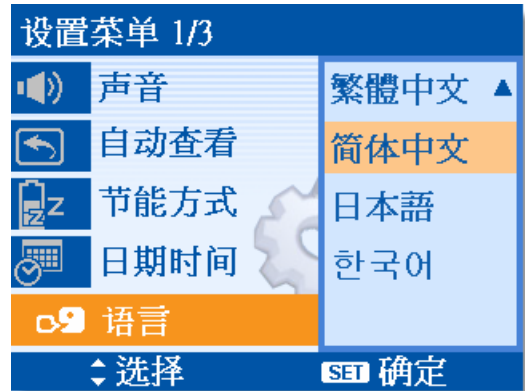 设置菜单 1/3
声音
自动查看
节能方式
日期时间
语言
繁體中文
简体中文
日本語
한국어
选择
SET 确定